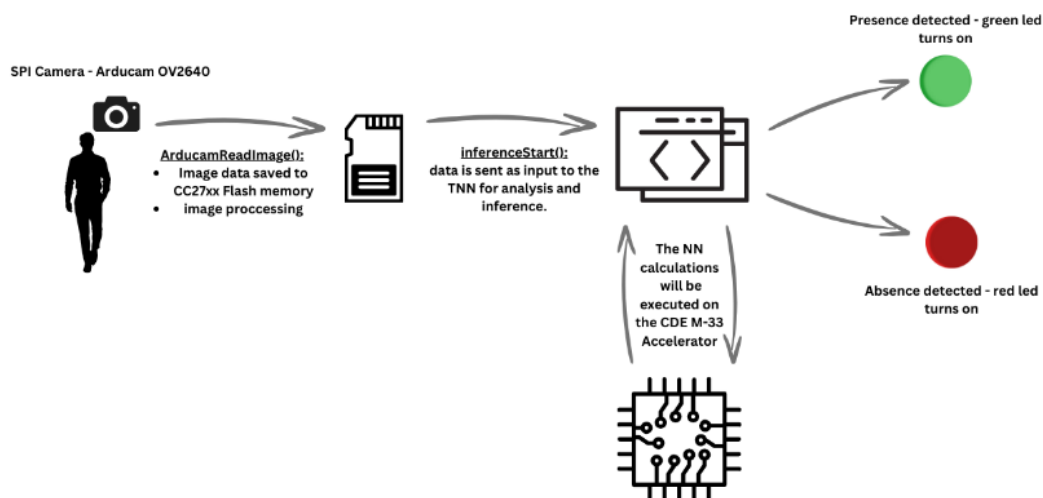 SPI Camera - Arducam OV2640
ArducamReadImage():
• Image data saved to
CC27xx Flash memory
• image proccessing
inferenceStart():
data is sent as input to the
TNN for analysis and
inference.
The NN
calculations
will be
executed on
the CDE M-33
Accelerator
Presence detected - green led
turns on
Absence detected - red led
turns on